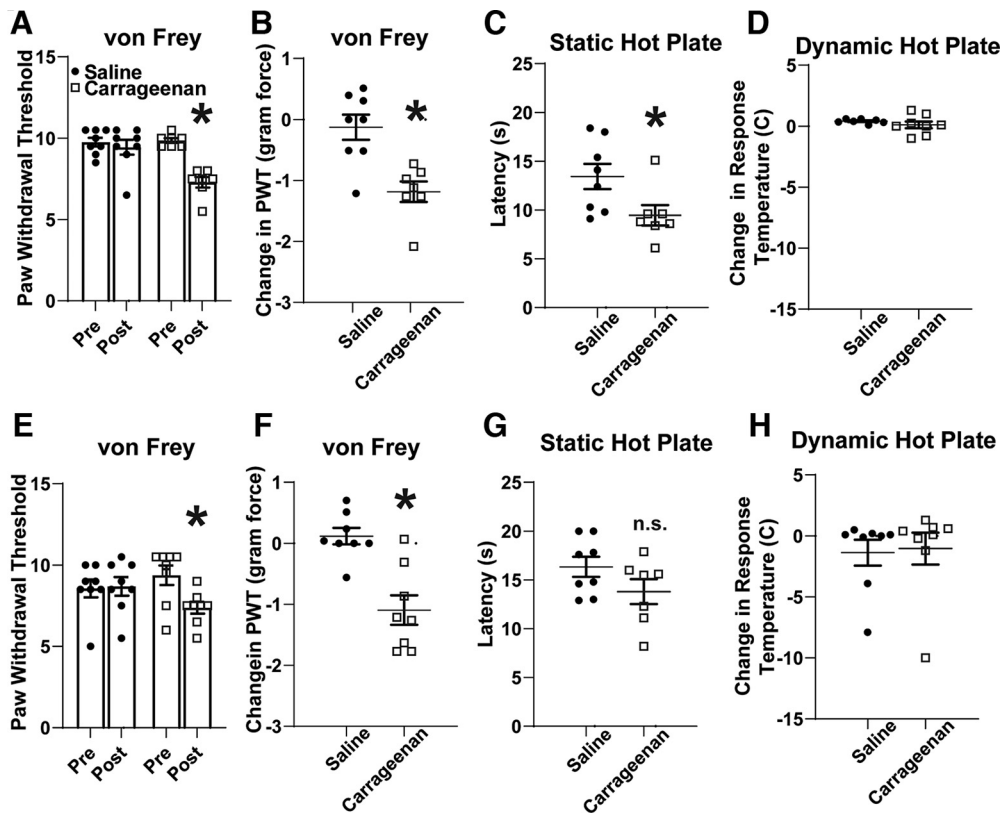 A
von Frey
Paw Withdrawal Threshold
15
10
5
0
Saline
Carrageenan
*
Pre
Post
Pre
Post
B
von Frey
Change in PWT (gram force)
1
0
-1
-2
-3
*
Saline
Carrageenan
C
Static Hot Plate
Latency (s)
25
20
15
10
5
0
*
Saline
Carrageenan
D
Dynamic Hot Plate
Change in Response
Temperature (C)
5
0
-5
-10
-15
Saline
Carrageenan
E
von Frey
Paw Withdrawal Threshold
15
10
5
0
*
Pre
Post
Pre
Post
F
von Frey
Changein PWT (gram force)
1
0
-1
-2
-3
*
Saline
Carrageenan
G
Static Hot Plate
Latency (s)
25
20
15
10
5
0
n.s.
Saline
Carrageenan
H
Dynamic Hot Plate
Change in Response
Temperature (C)
5
0
-5
-10
-15
Saline
Carrageenan